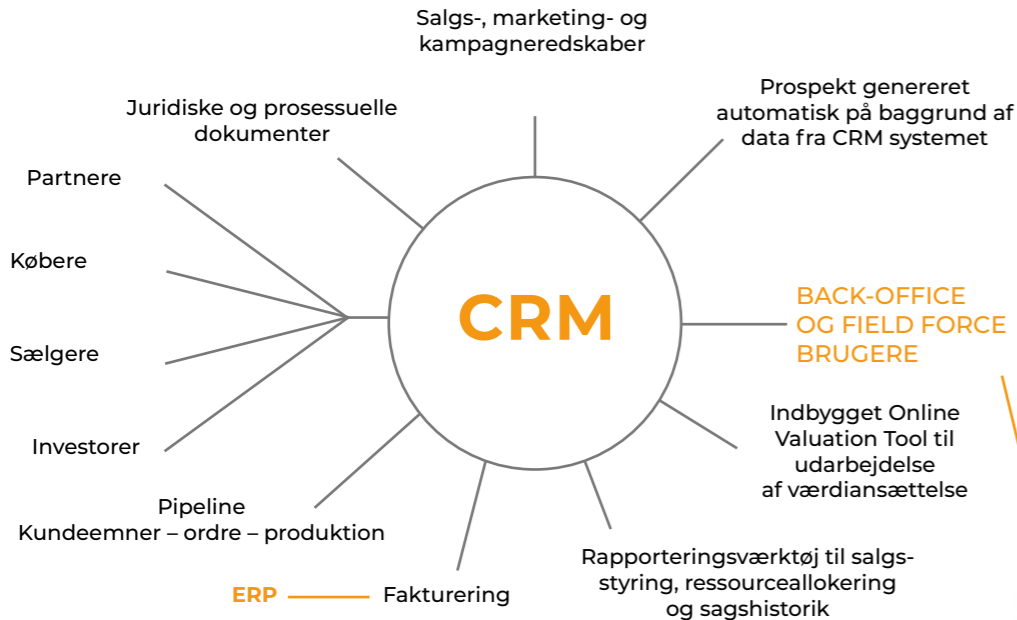 Salgs-, marketing- og
kampagneredskaber
Prospekt genereret
automatisk på baggrund af
data fra CRM systemet
Juridiske og prosessuelle
dokumenter
Partnere
Købere
Sælgere
Investorer
CRM
BACK-OFFICE
OG FIELD FORCE
BRUGERE
Indbygget Online
Valuation Tool til
udarbejdelse
af værdiansættelse
Pipeline
Kundeemner – ordre – produktion
Rapporteringsværktøj til salgs-
styring, ressourceallokering
og sagshistorik
ERP
Fakturering